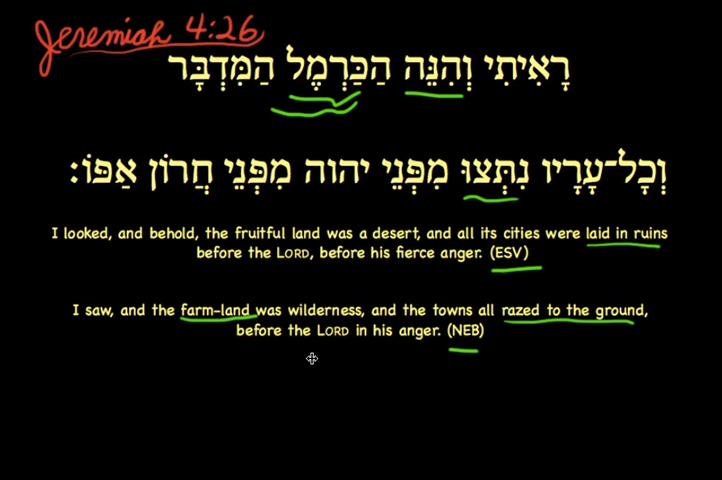 Jeremiah 4:26
רָאִיתִי וְהִנֵּה הַכַּרְמֶל הַמִּדְבָּר
וְכָל־עָרָיו נִתְּצוּ מִפְּנֵי יהוה מִפְּנֵי חֲרוֹן אַפּוֹ׃
I looked, and behold, the fruitful land was a desert, and all its cities were laid in ruins
before the LORD, before his fierce anger. (ESV)
I saw, and the farm-land was wilderness, and the towns all razed to the ground,
before the LORD in his anger. (NEB)